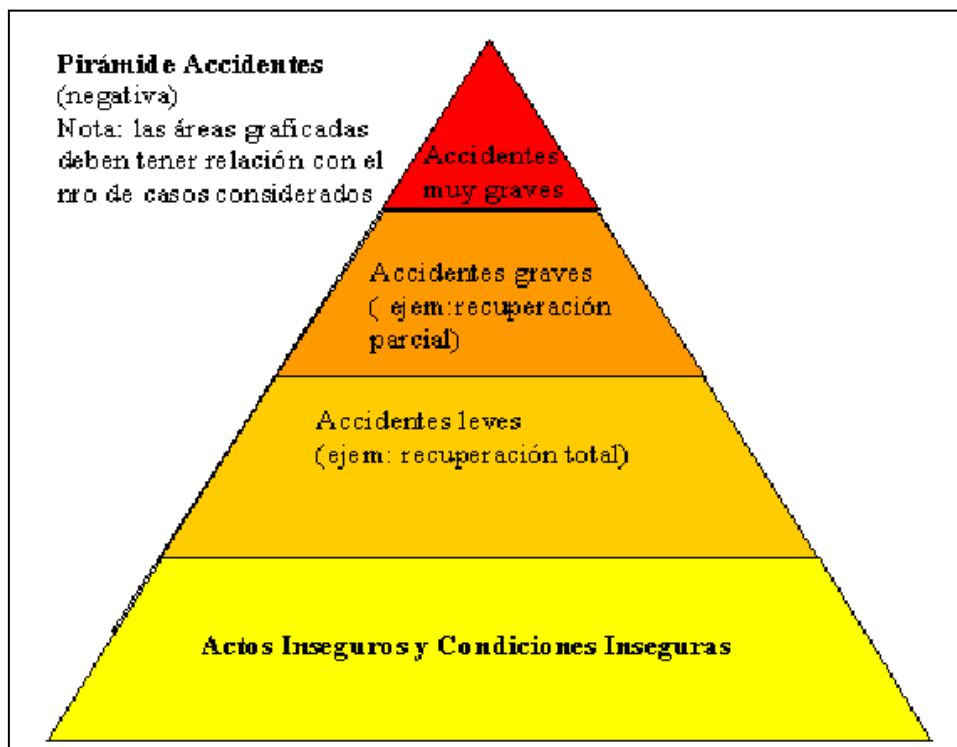 Pirámide Accidentes
(negativa)
Nota: las áreas graficadas
deben tener relación con el
nro de casos considerados
Accidentes
muy graves
Accidentes graves
( ejem:recuperación
parcial)
Accidentes leves
(ejem: recuperación total)
Actos Inseguros y Condiciones Inseguras